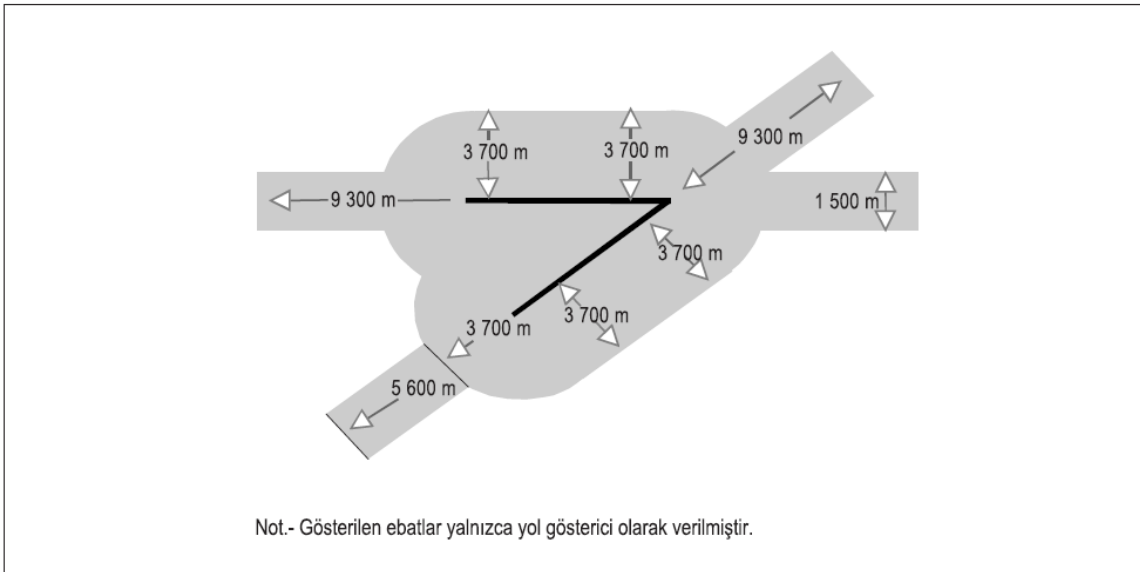 9 300 m
3 700 m
3 700 m
9 300 m
1 500 m
3 700 m
3 700 m
3 700 m
5 600 m
Not.- Gösterilen ebatlar yalnızca yol gösterici olarak verilmiştir.